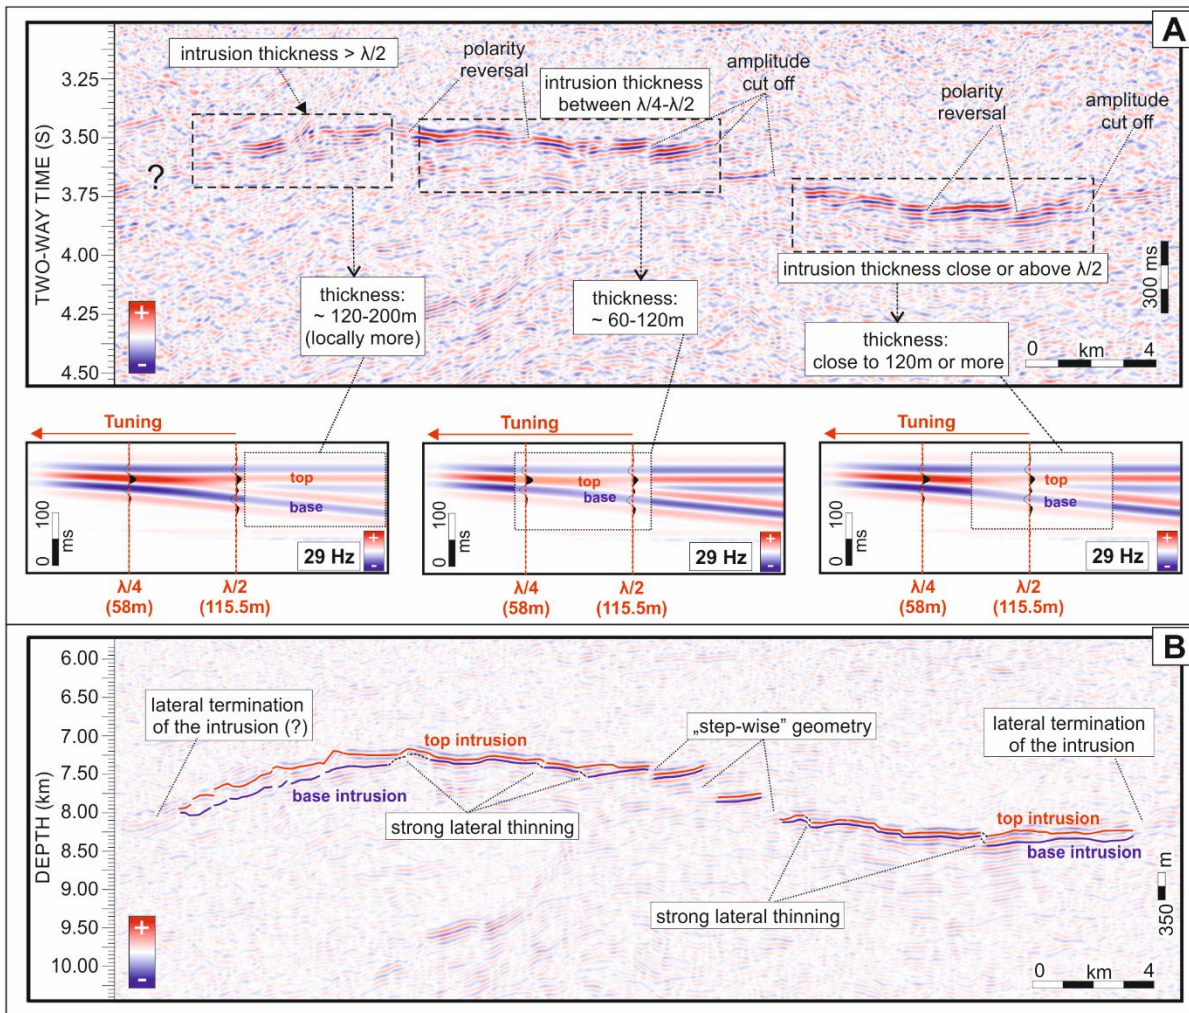 A
intrusion thickness > λ/2
polarity
reversal
intrusion thickness
between λ/4-λ/2
amplitude
cut off
polarity
reversal
amplitude
cut off
TWO-WAY TIME (S)
3.25
3.50
3.75
4.00
4.25
4.50
?
+
-
thickness:
~ 120-200m
(locally more)
thickness:
~ 60-120m
intrusion thickness close or above λ/2
thickness:
close to 120m or more
300 ms
0 km 4
Tuning
top
base
0 100
ms
29 Hz
+
-
λ/4
(58m)
λ/2
(115.5m)
Tuning
top
base
0 100
ms
29 Hz
+
-
λ/4
(58m)
λ/2
(115.5m)
Tuning
top
base
0 100
ms
29 Hz
+
-
λ/4
(58m)
λ/2
(115.5m)
B
DEPTH (km)
6.00
6.50
7.00
7.50
8.00
8.50
9.00
9.50
10.00
lateral termination
of the intrusion (?)
top intrusion
base intrusion
strong lateral thinning
„step-wise” geometry
lateral termination
of the intrusion
top intrusion
base intrusion
strong lateral thinning
350 m
+
-
0 km 4